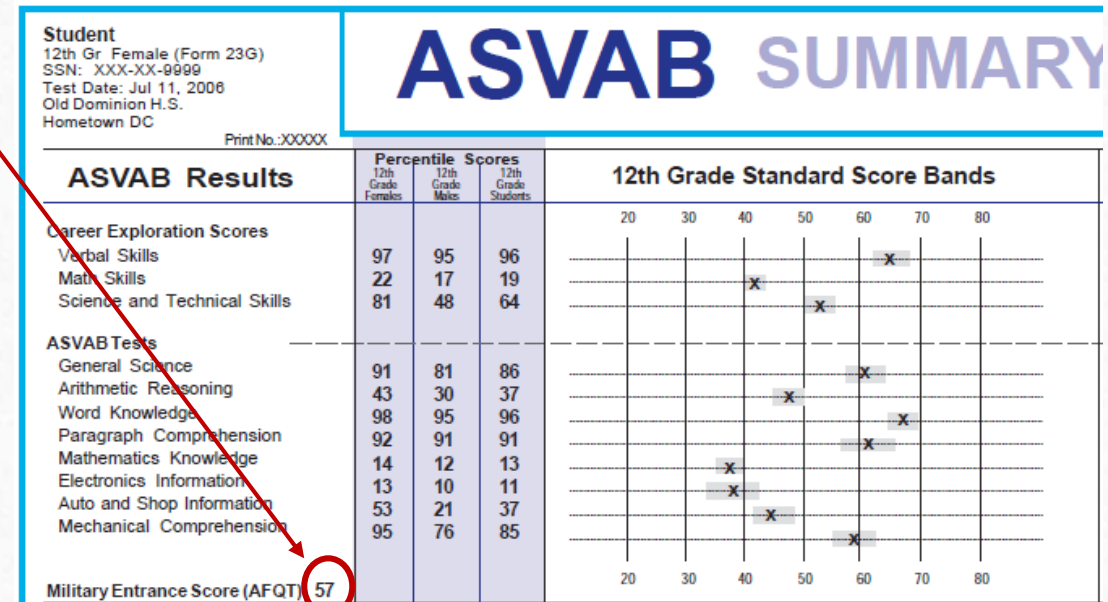 Student
12th Gr Female (Form 23G)
SSN: XXX-XX-9999
Test Date: Jul 11, 2006
Old Dominion H.S.
Hometown DC
Print No.:XXXXX
ASVAB SUMMARY
ASVAB Results
Percentile Scores
12th Grade Females
12th Grade Males
12th Grade Students
12th Grade Standard Score Bands
20 30 40 50 60 70 80
Career Exploration Scores
Verbal Skills 97 95 96 X
Math Skills 22 17 19 X
Science and Technical Skills 81 48 64 X
ASVAB Tests
General Science 91 81 86 X
Arithmetic Reasoning 43 30 37 X
Word Knowledge 98 95 96 X
Paragraph Comprehension 92 91 91 X
Mathematics Knowledge 14 12 13 X
Electronics Information 13 10 11 X
Auto and Shop Information 53 21 37 X
Mechanical Comprehension 95 76 85 X
20 30 40 50 60 70 80
Military Entrance Score (AFQT) 57